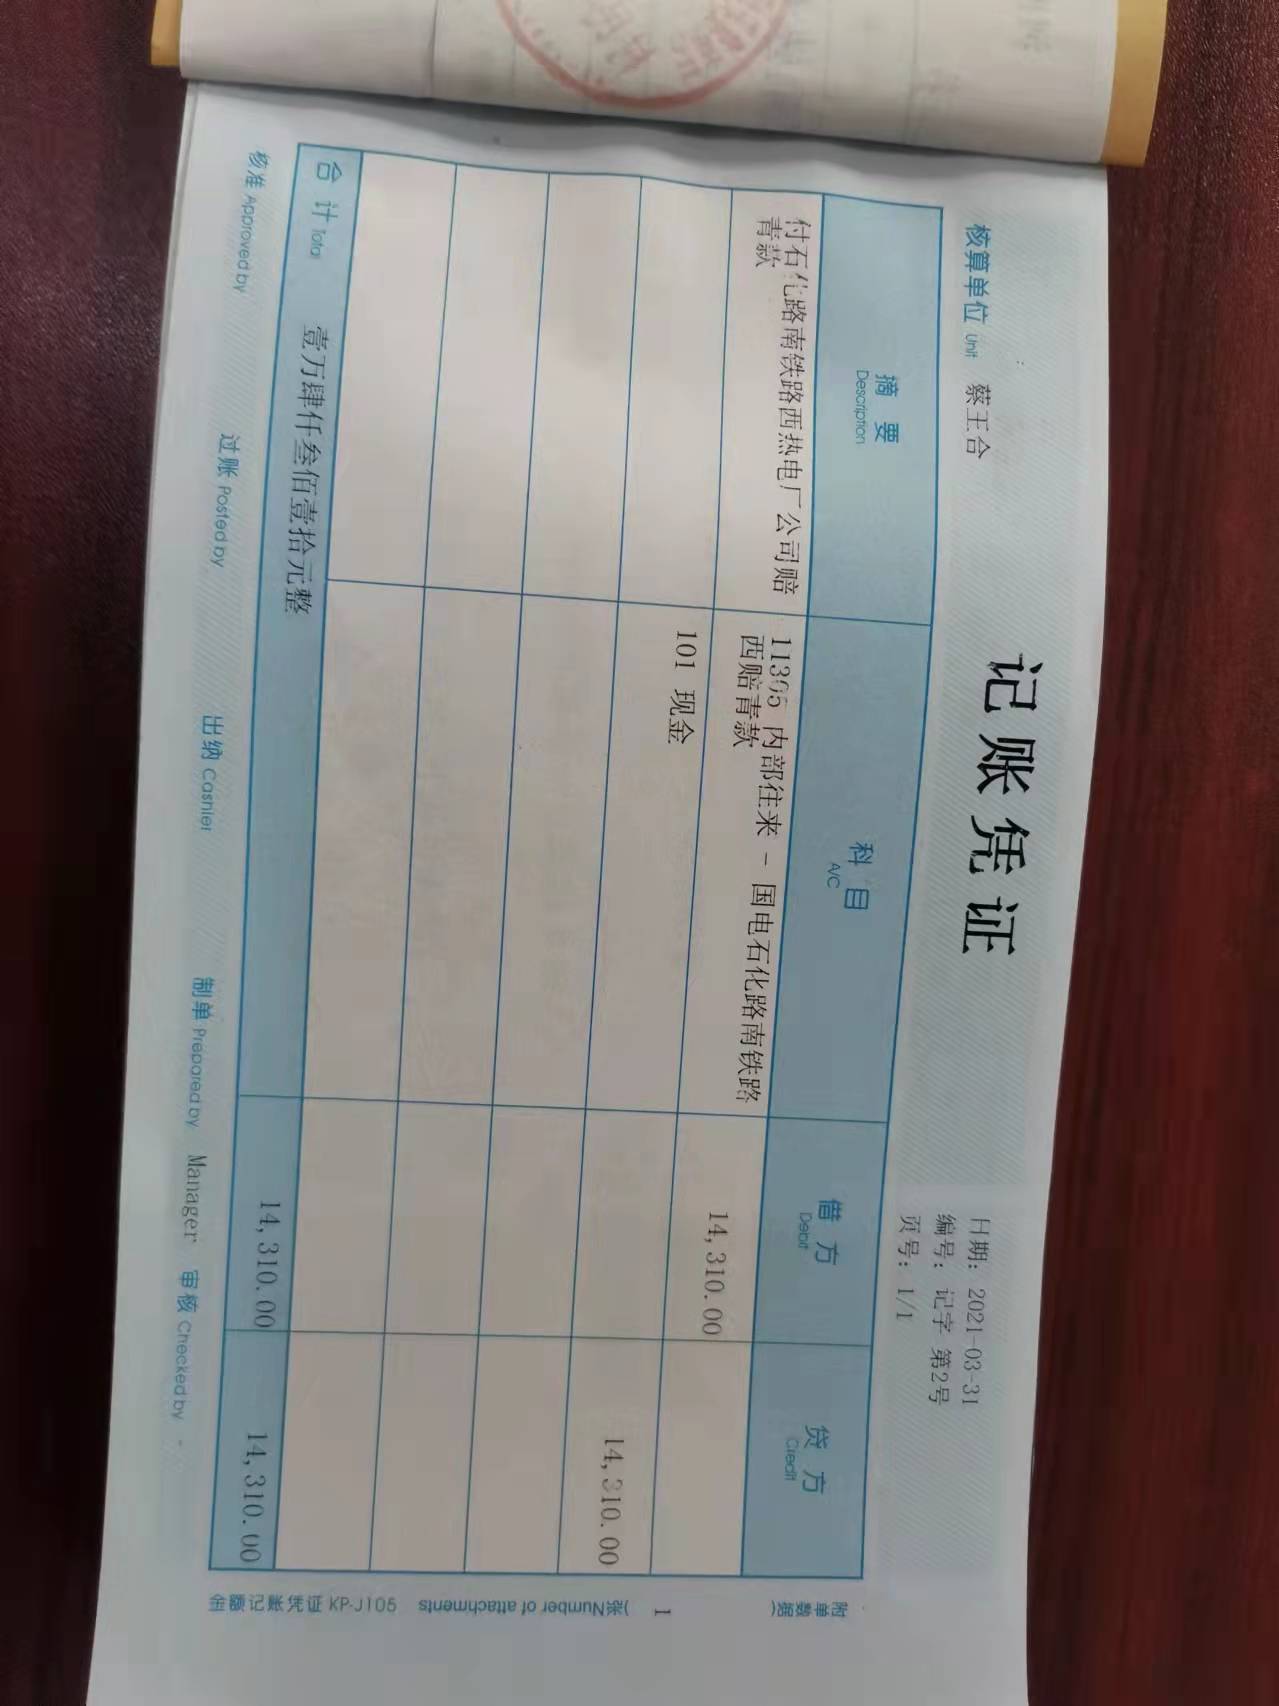 记账凭证
核算单位 Unit 蔡王合
日期: 2021-03-31
编号: 记字 第2号
页号: 1/1
摘 要 科 目 借 方 贷 方
Description A/C Debit Credit
付石化路南铁路西热电厂公司赔 11305 内部往来 - 国电石化路南铁路 14,310.00
青款 西赔青款
101 现金 14,310.00
合 计 Total 壹万肆仟叁佰壹拾元整 14,310.00 14,310.00
核准 Approved by 过账 Posted by 出纳 Cashier 制单 Prepared by Manager 审核 Checked by
附单据数( 1 张)Number of attachments
金额记账凭证 KP-J105